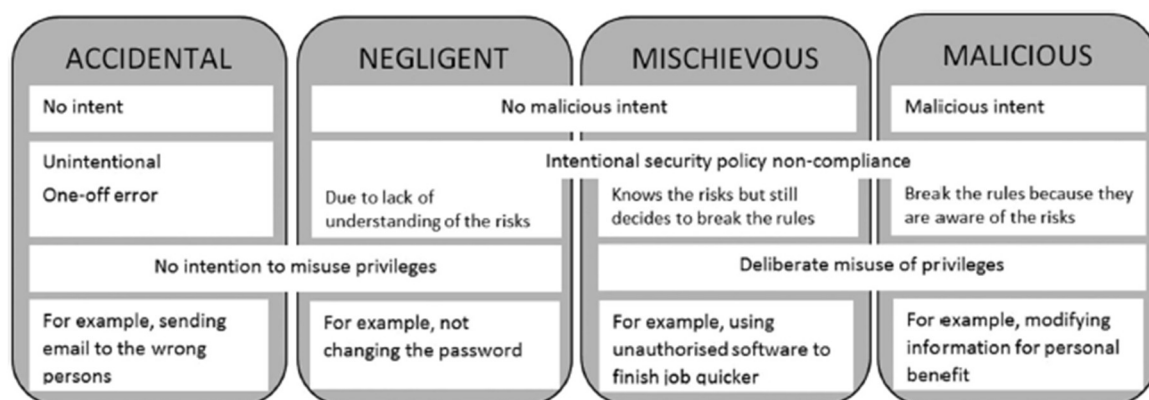 ACCIDENTAL
NEGLIGENT
MISCHIEVOUS
MALICIOUS
No intent
No malicious intent
Malicious intent
Unintentional
One-off error
Intentional security policy non-compliance
Due to lack of
understanding of the risks
Knows the risks but still
decides to break the rules
Break the rules because they
are aware of the risks
No intention to misuse privileges
Deliberate misuse of privileges
For example, sending
email to the wrong
persons
For example, not
changing the password
For example, using
unauthorised software to
finish job quicker
For example, modifying
information for personal
benefit